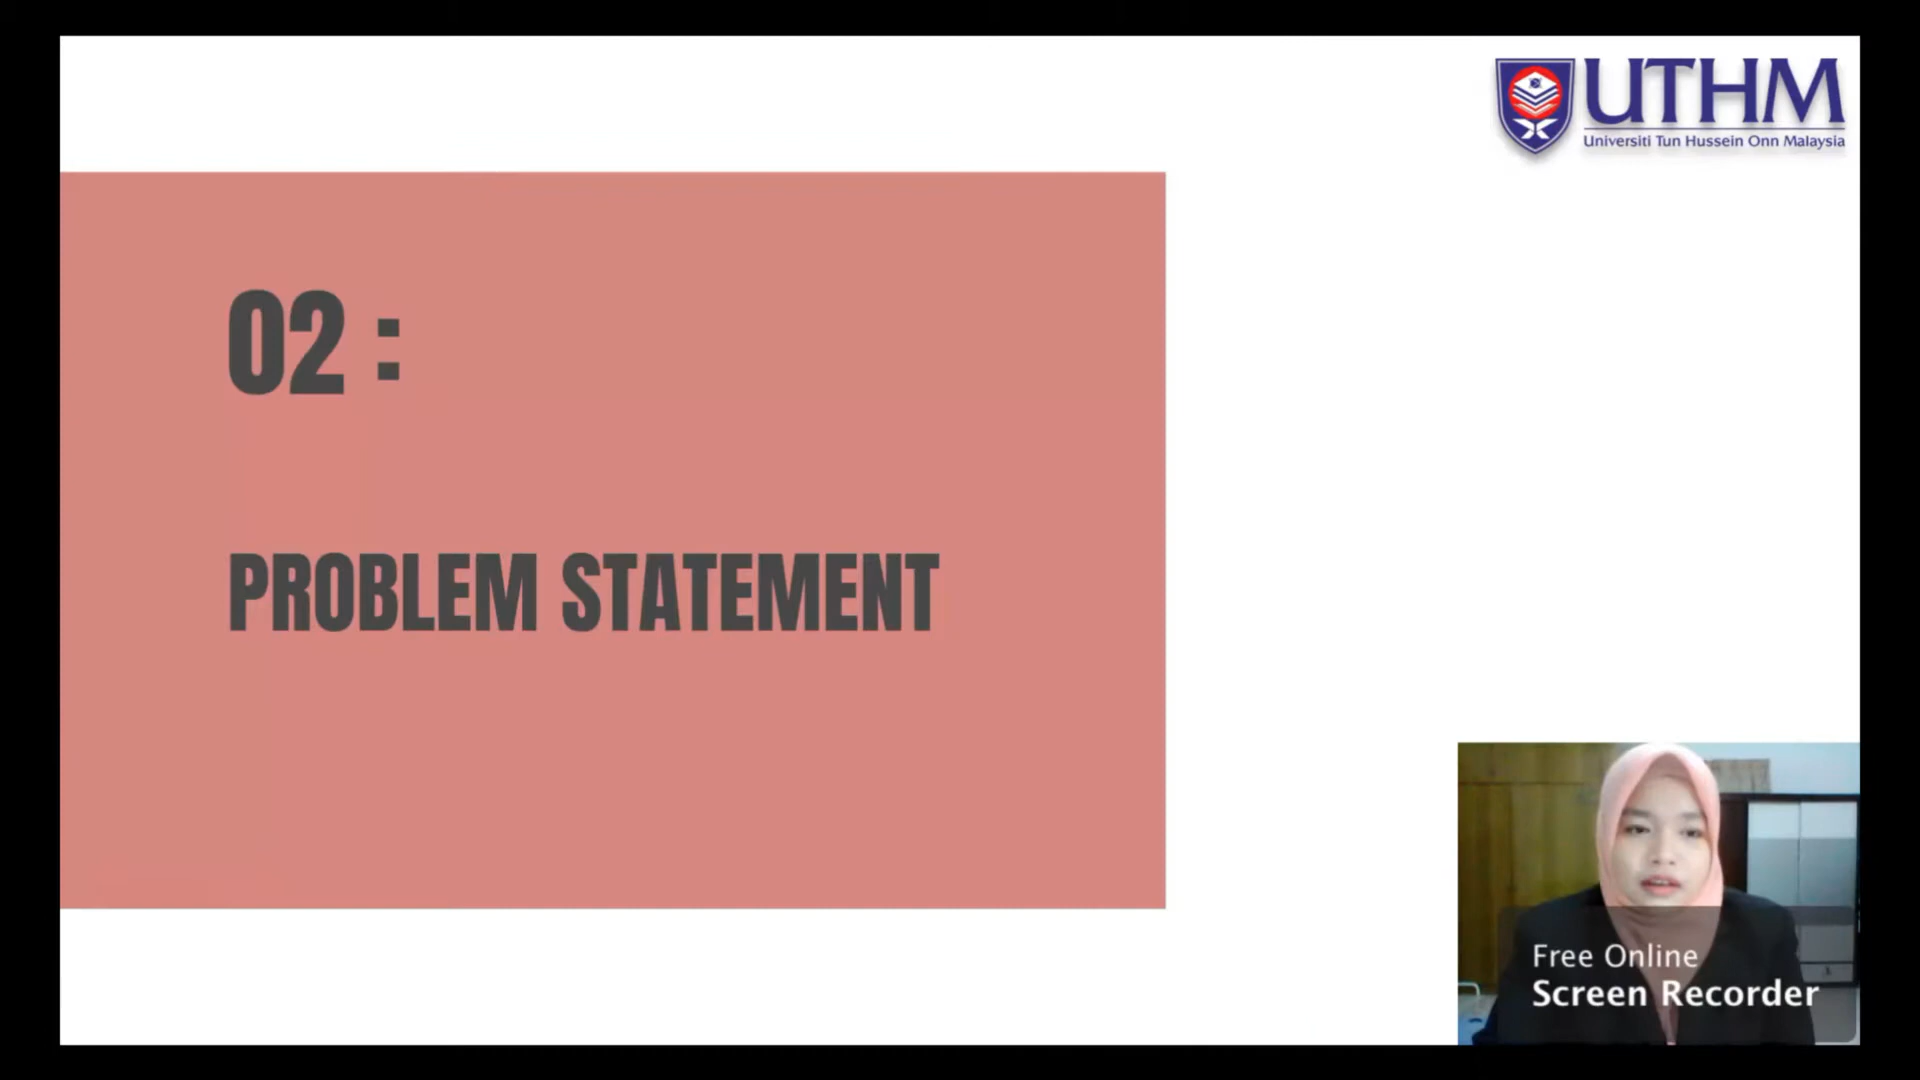 UTHM
Universiti Tun Hussein Onn Malaysia
02 :
PROBLEM STATEMENT
Free Online
Screen Recorder